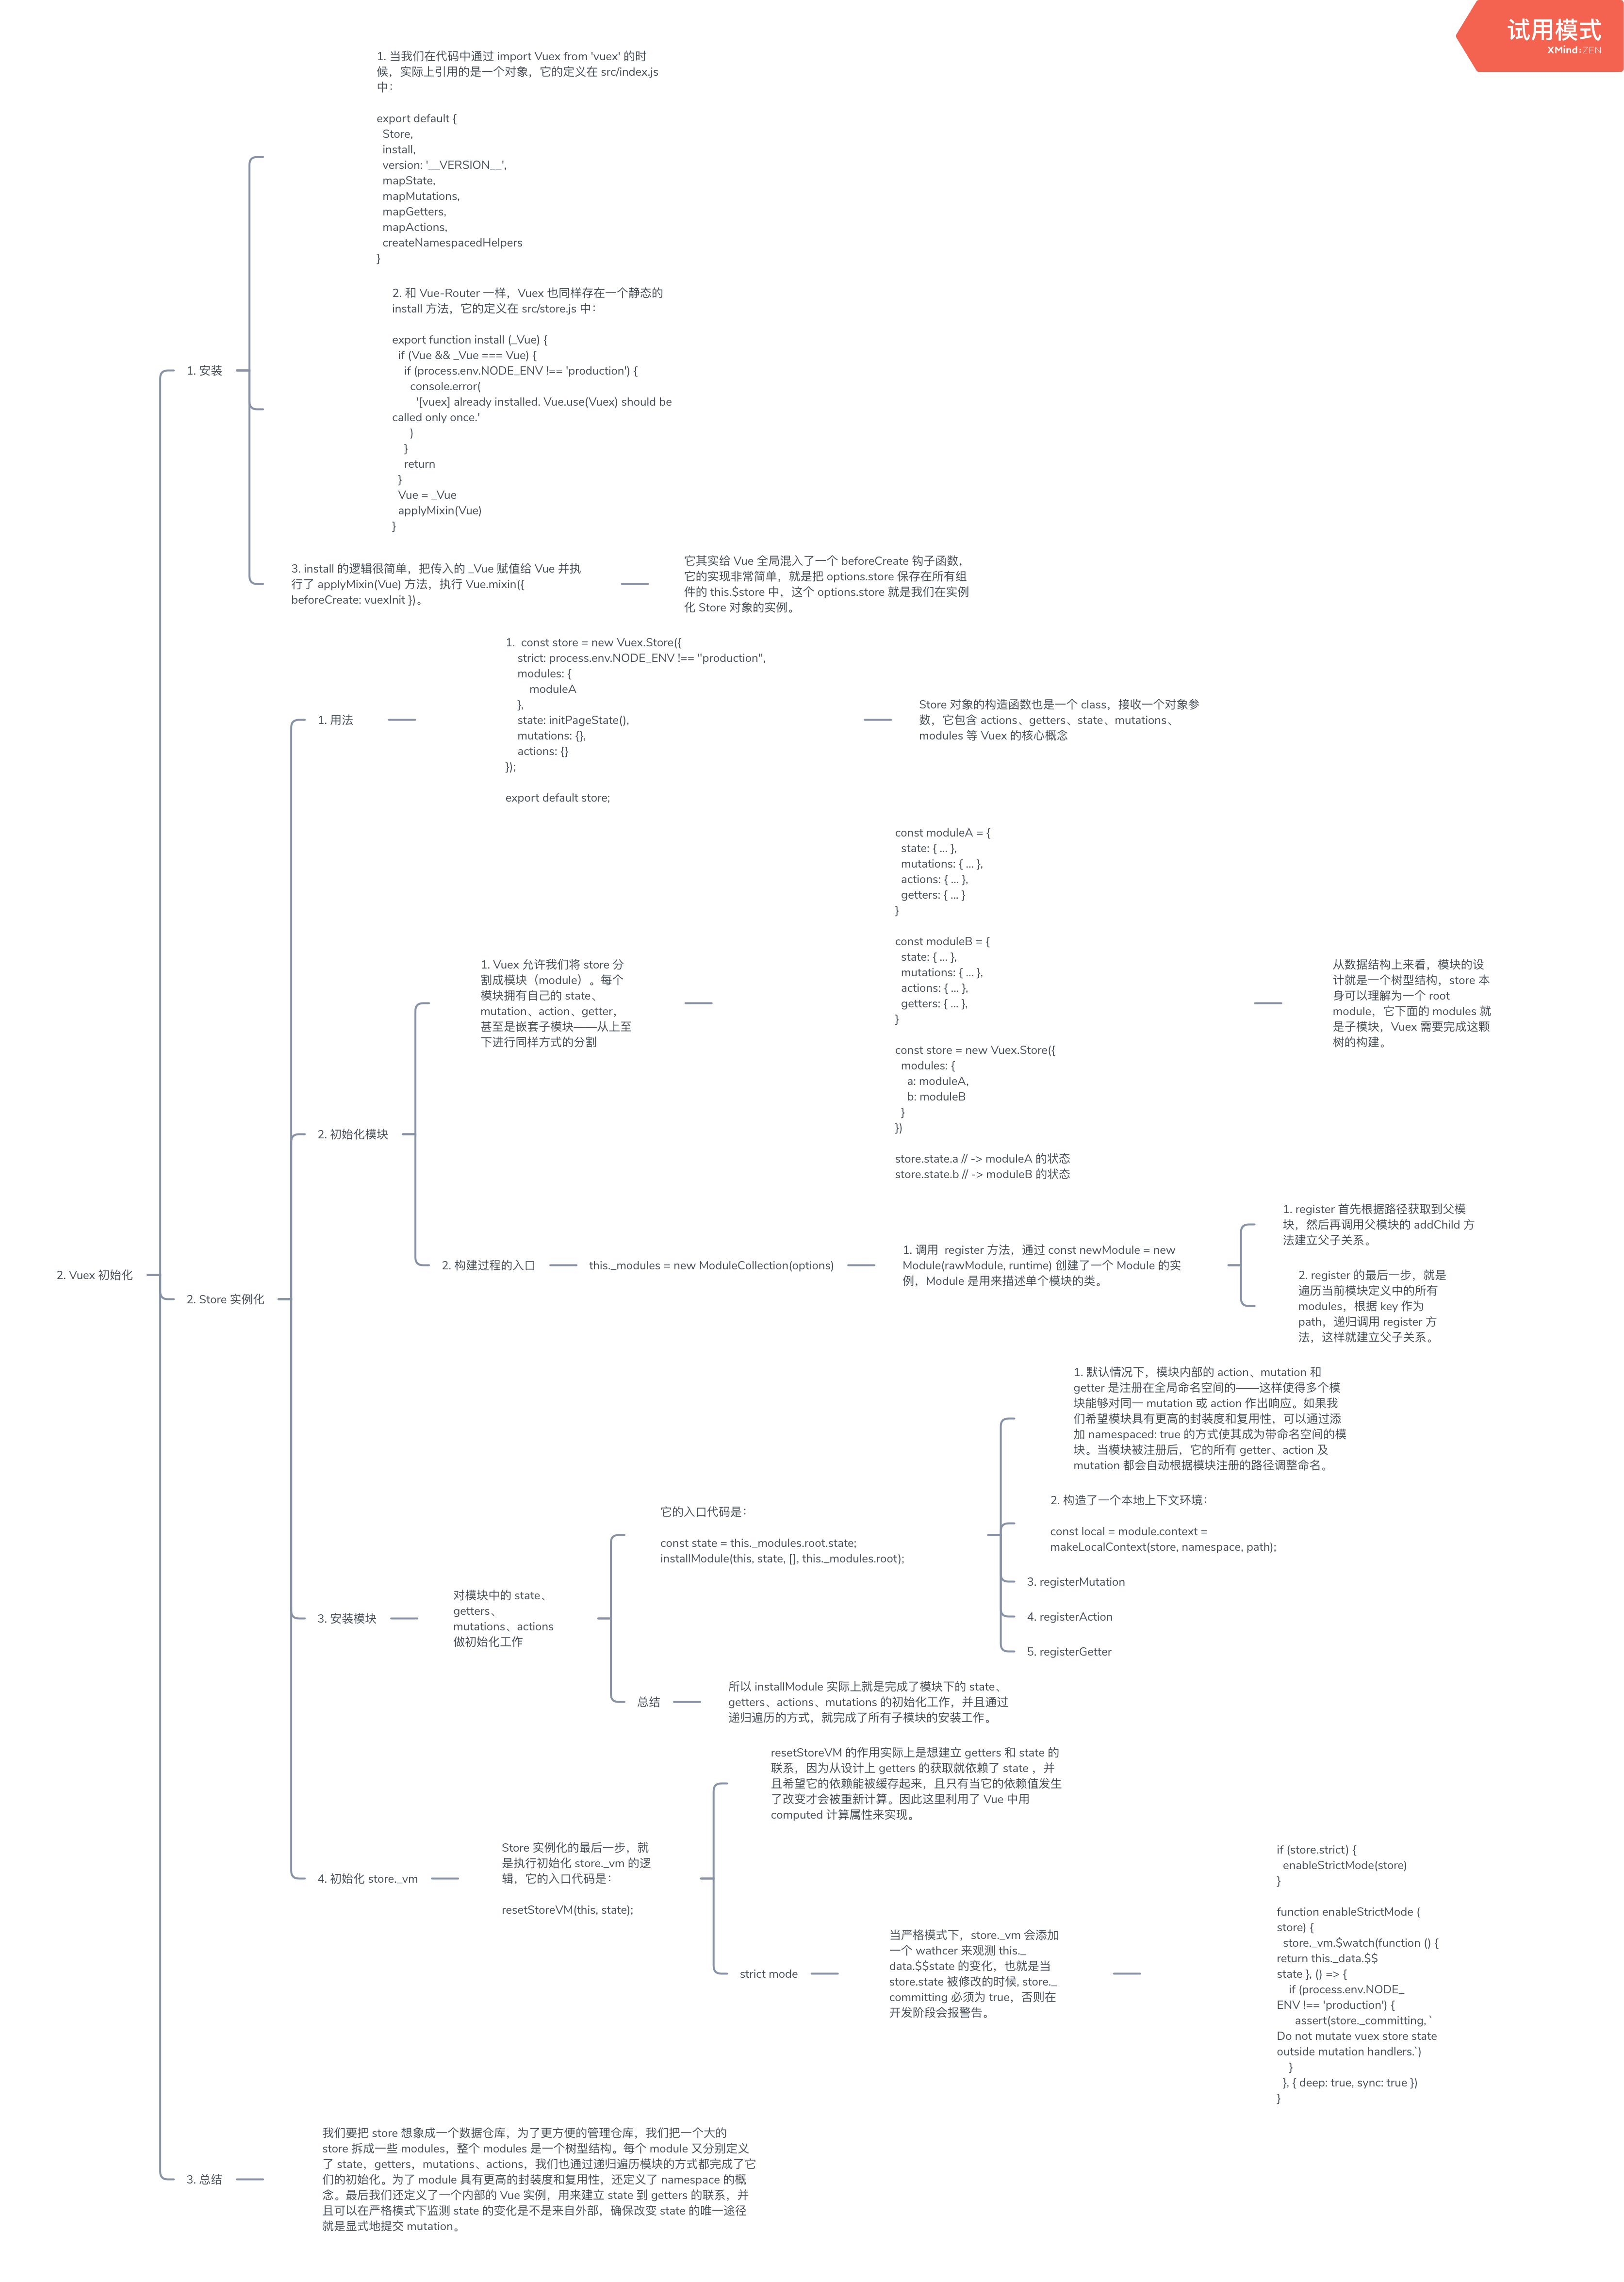 试用模式
XMind:ZEN
1. 当我们在代码中通过 import Vuex from 'vuex' 的时
候，实际上引用的是一个对象，它的定义在 src/index.js
中：
export default {
Store,
install,
version: '__VERSION__',
mapState,
mapMutations,
mapGetters,
mapActions,
createNamespacedHelpers
}
2. 和 Vue-Router 一样，Vuex 也同样存在一个静态的
install 方法，它的定义在 src/store.js 中：
export function install (_Vue) {
if (Vue && _Vue === Vue) {
if (process.env.NODE_ENV !== 'production') {
console.error(
'[vuex] already installed. Vue.use(Vuex) should be
called only once.'
)
}
return
}
Vue = _Vue
applyMixin(Vue)
}
1. 安装
3. install 的逻辑很简单，把传入的 _Vue 赋值给 Vue 并执
行了 applyMixin(Vue) 方法，执行 Vue.mixin({
beforeCreate: vuexInit })。
它其实给 Vue 全局混入了一个 beforeCreate 钩子函数，
它的实现非常简单，就是把 options.store 保存在所有组
件的 this.$store 中，这个 options.store 就是我们在实例
化 Store 对象的实例。
1. 用法
1.  const store = new Vuex.Store({
strict: process.env.NODE_ENV !== "production",
modules: {
moduleA
},
state: initPageState(),
mutations: {},
actions: {}
});
export default store;
Store 对象的构造函数也是一个 class，接收一个对象参
数，它包含 actions、getters、state、mutations、
modules 等 Vuex 的核心概念
2. 初始化模块
1. Vuex 允许我们将 store 分
割成模块（module）。每个
模块拥有自己的 state、
mutation、action、getter，
甚至是嵌套子模块——从上至
下进行同样方式的分割
const moduleA = {
state: { ... },
mutations: { ... },
actions: { ... },
getters: { ... }
}
const moduleB = {
state: { ... },
mutations: { ... },
actions: { ... },
getters: { ... },
}
const store = new Vuex.Store({
modules: {
a: moduleA,
b: moduleB
}
})
store.state.a // -> moduleA 的状态
store.state.b // -> moduleB 的状态
从数据结构上来看，模块的设
计就是一个树型结构，store 本
身可以理解为一个 root
module，它下面的 modules 就
是子模块，Vuex 需要完成这颗
树的构建。
2. 构建过程的入口
this._modules = new ModuleCollection(options)
1. 调用  register 方法，通过 const newModule = new
Module(rawModule, runtime) 创建了一个 Module 的实
例，Module 是用来描述单个模块的类。
1. register 首先根据路径获取到父模
块，然后再调用父模块的 addChild 方
法建立父子关系。
2. register 的最后一步，就是
遍历当前模块定义中的所有
modules，根据 key 作为
path，递归调用 register 方
法，这样就建立父子关系。
2. Vuex 初始化
2. Store 实例化
3. 安装模块
对模块中的 state、
getters、
mutations、actions
做初始化工作
它的入口代码是：
const state = this._modules.root.state;
installModule(this, state, [], this._modules.root);
1. 默认情况下，模块内部的 action、mutation 和
getter 是注册在全局命名空间的——这样使得多个模
块能够对同一 mutation 或 action 作出响应。如果我
们希望模块具有更高的封装度和复用性，可以通过添
加 namespaced: true 的方式使其成为带命名空间的模
块。当模块被注册后，它的所有 getter、action 及
mutation 都会自动根据模块注册的路径调整命名。
2. 构造了一个本地上下文环境：
const local = module.context =
makeLocalContext(store, namespace, path);
3. registerMutation
4. registerAction
5. registerGetter
总结
所以 installModule 实际上就是完成了模块下的 state、
getters、actions、mutations 的初始化工作，并且通过
递归遍历的方式，就完成了所有子模块的安装工作。
4. 初始化 store._vm
Store 实例化的最后一步，就
是执行初始化 store._vm 的逻
辑，它的入口代码是：
resetStoreVM(this, state);
resetStoreVM 的作用实际上是想建立 getters 和 state 的
联系，因为从设计上 getters 的获取就依赖了 state ，并
且希望它的依赖能被缓存起来，且只有当它的依赖值发生
了改变才会被重新计算。因此这里利用了 Vue 中用
computed 计算属性来实现。
strict mode
当严格模式下，store._vm 会添加
一个 wathcer 来观测 this._
data.$$state 的变化，也就是当
store.state 被修改的时候, store._
committing 必须为 true，否则在
开发阶段会报警告。
if (store.strict) {
enableStrictMode(store)
}
function enableStrictMode (
store) {
store._vm.$watch(function () {
return this._data.$$
state }, () => {
if (process.env.NODE_
ENV !== 'production') {
assert(store._committing, `
Do not mutate vuex store state
outside mutation handlers.`)
}
}, { deep: true, sync: true })
}
3. 总结
我们要把 store 想象成一个数据仓库，为了更方便的管理仓库，我们把一个大的
store 拆成一些 modules，整个 modules 是一个树型结构。每个 module 又分别定义
了 state，getters，mutations、actions，我们也通过递归遍历模块的方式都完成了它
们的初始化。为了 module 具有更高的封装度和复用性，还定义了 namespace 的概
念。最后我们还定义了一个内部的 Vue 实例，用来建立 state 到 getters 的联系，并
且可以在严格模式下监测 state 的变化是不是来自外部，确保改变 state 的唯一途径
就是显式地提交 mutation。